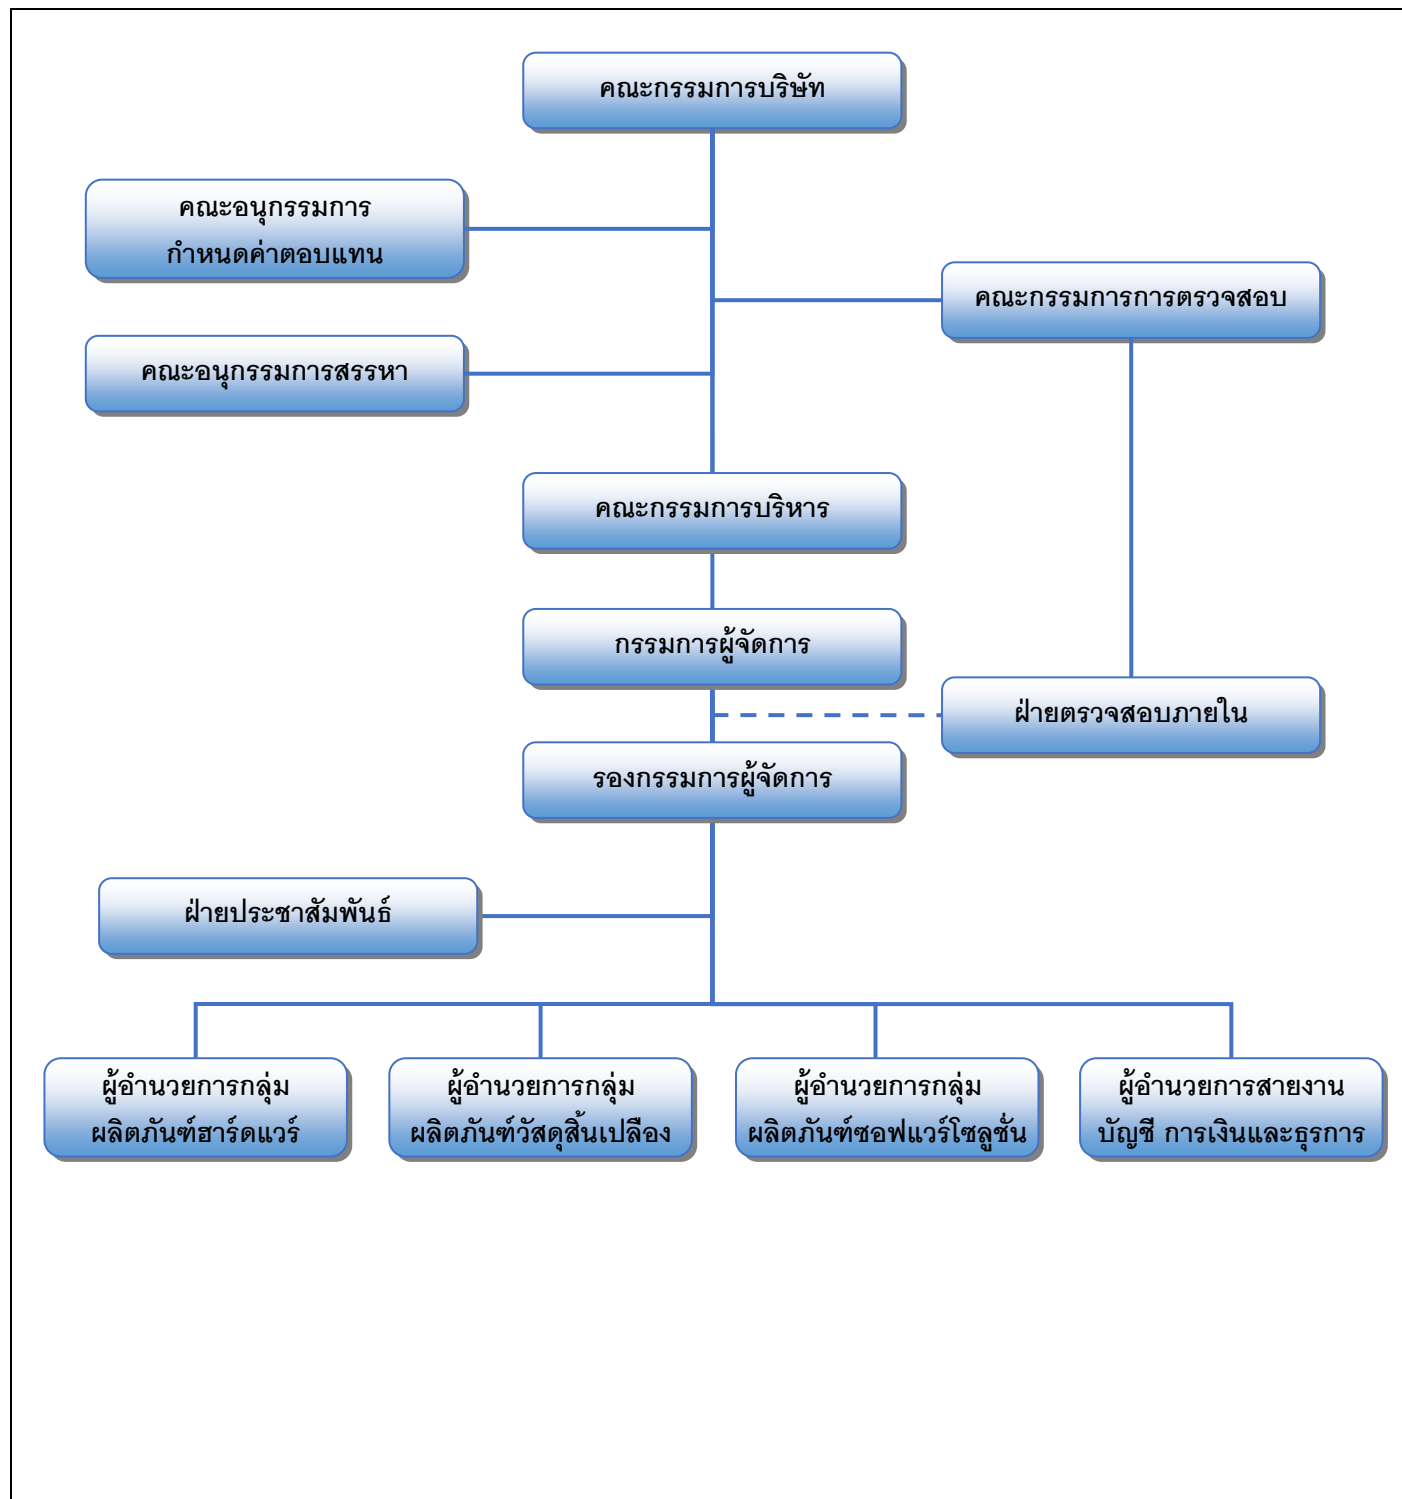 คณะกรรมการบริษัท
คณะอนุกรรมการ
กำหนดค่าตอบแทน
คณะกรรมการการตรวจสอบ
คณะอนุกรรมการสรรหา
คณะกรรมการบริหาร
กรรมการผู้จัดการ
ฝ่ายตรวจสอบภายใน
รองกรรมการผู้จัดการ
ฝ่ายประชาสัมพันธ์
ผู้อำนวยการกลุ่ม
ผลิตภันฑ์ฮาร์ดแวร์
ผู้อำนวยการกลุ่ม
ผลิตภันฑ์วัสดุสิ้นเปลือง
ผู้อำนวยการกลุ่ม
ผลิตภันฑ์ซอฟแวร์โซลูชั่น
ผู้อำนวยการสายงาน
บัญชี การเงินและธุรการ